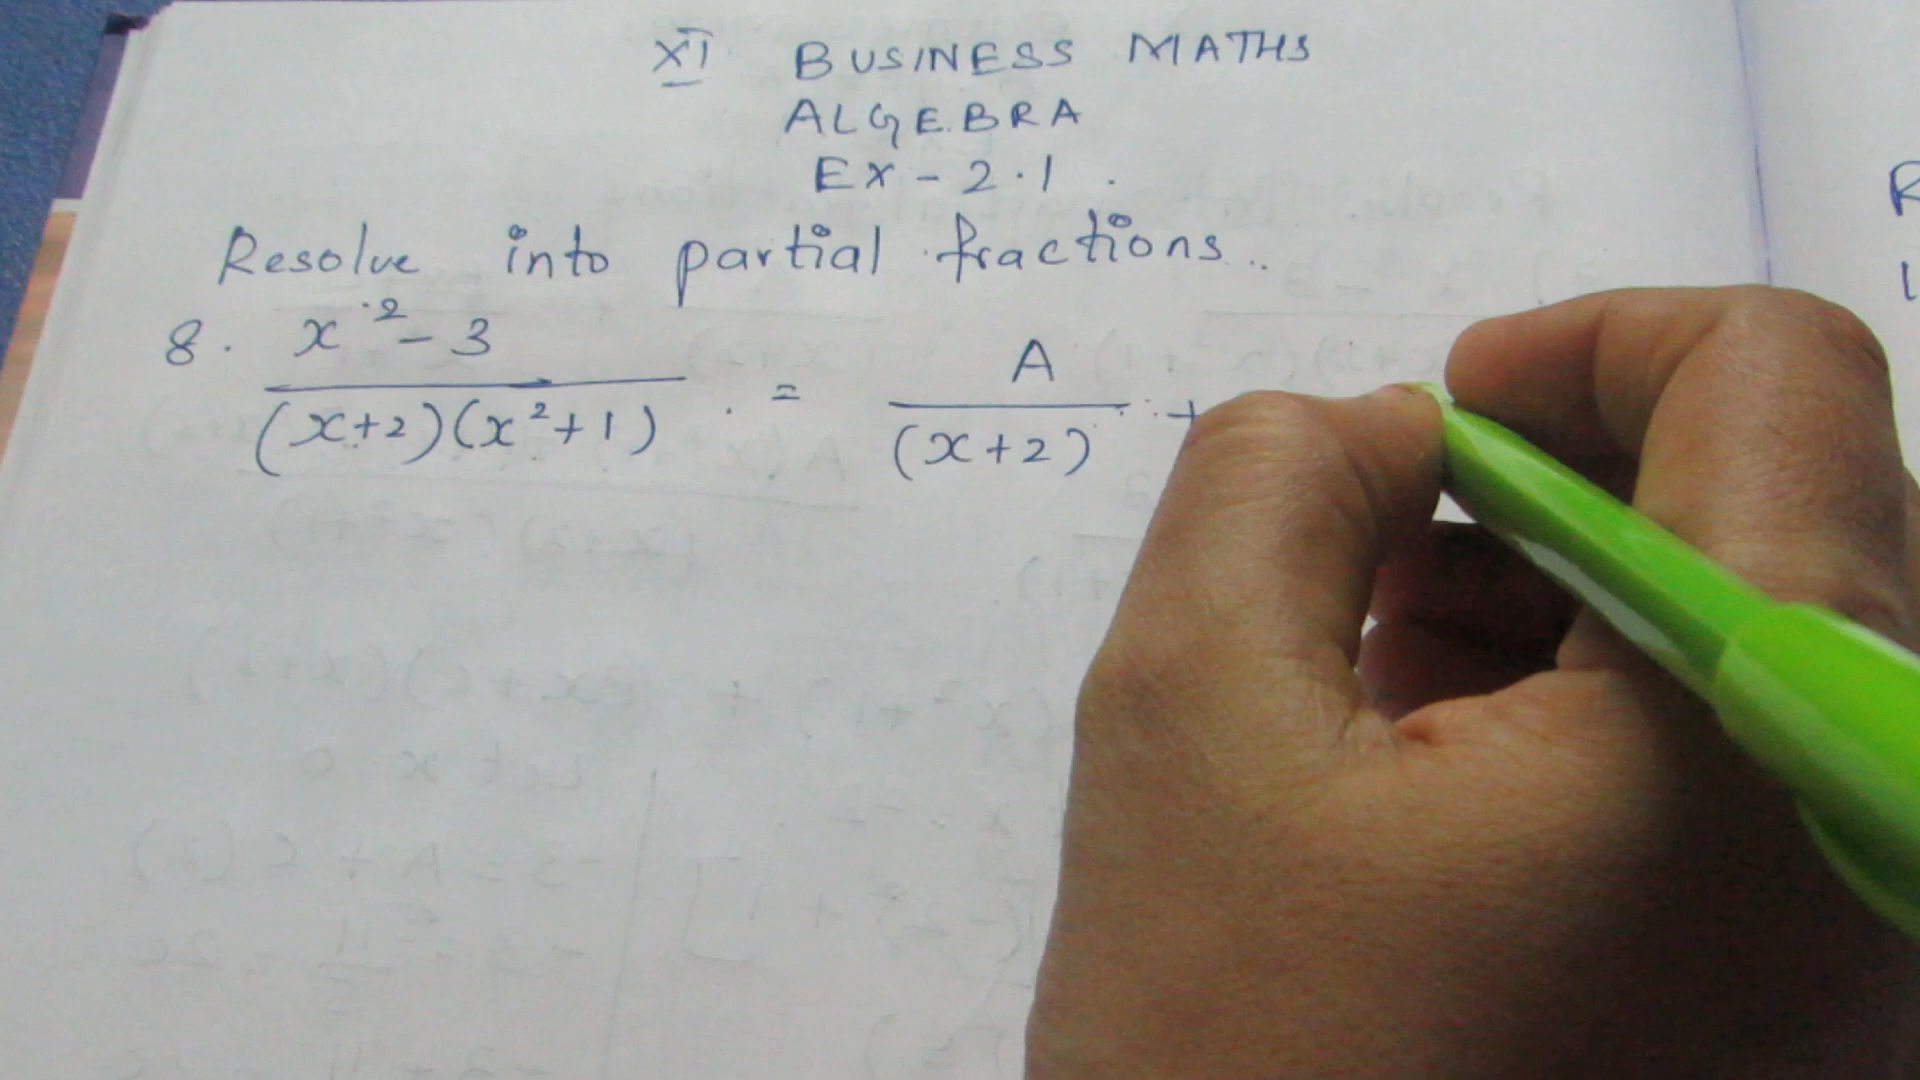 XI BUSINESS MATHS
ALGEBRA
EX - 2.1
Resolve into partial fractions..
8. x²-3 / (x+2)(x²+1) = A / (x+2) +